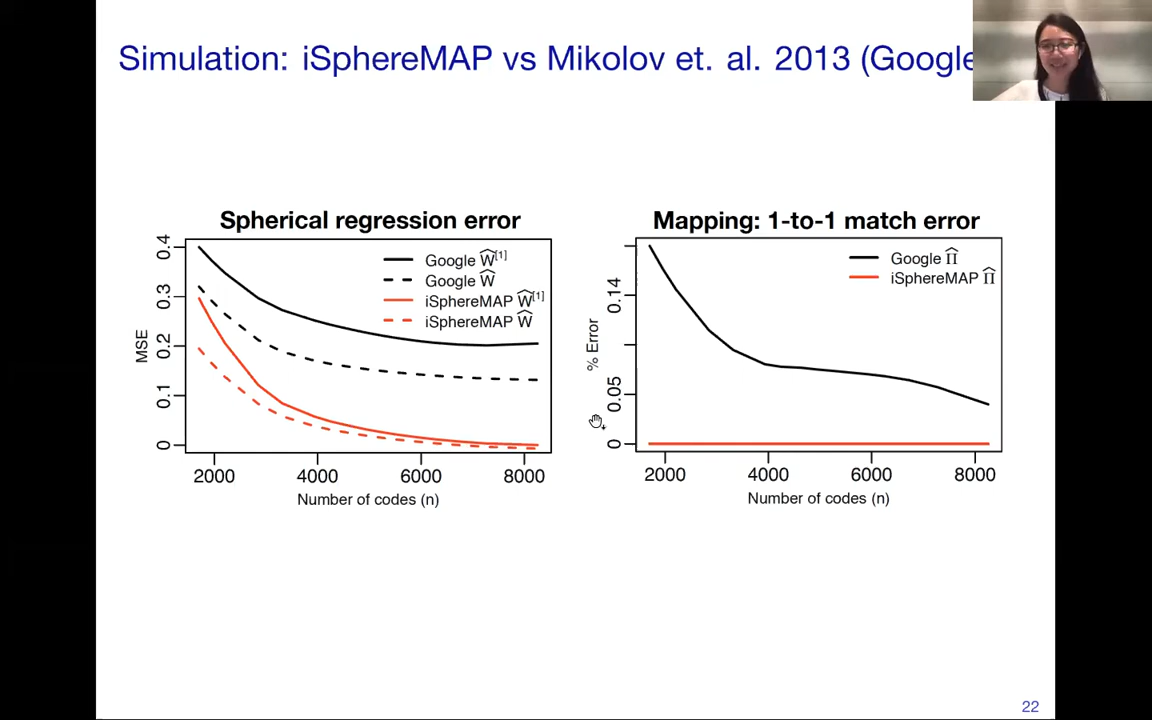 Simulation: iSphereMAP vs Mikolov et. al. 2013 (Google
Spherical regression error
MSE
0.4
0.3
0.2
0.1
0
Google Ŵ[1]
Google Ŵ
iSphereMAP Ŵ[1]
iSphereMAP Ŵ
2000 4000 6000 8000
Number of codes (n)
Mapping: 1-to-1 match error
% Error
0.14
0.05
0
Google Π̂
iSphereMAP Π̂
2000 4000 6000 8000
Number of codes (n)
22